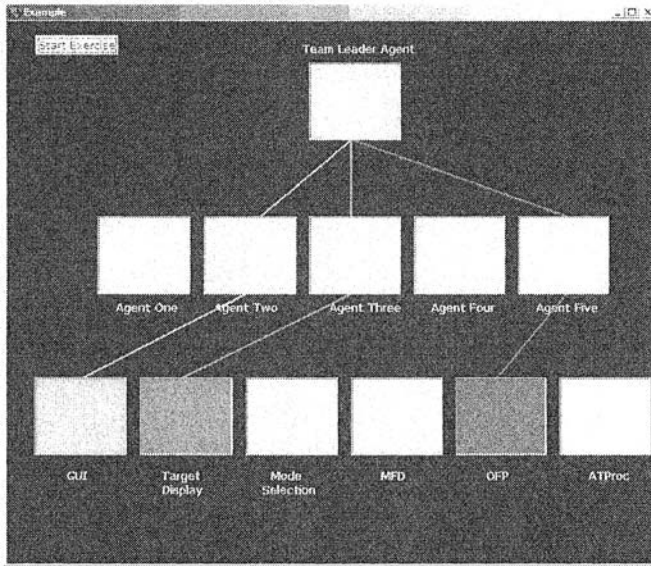 Example
Start Exercise
Team Leader Agent
Agent One
Agent Two
Agent Three
Agent Four
Agent Five
GUI
Target
Display
Mode
Selection
MFD
OFP
ATProc